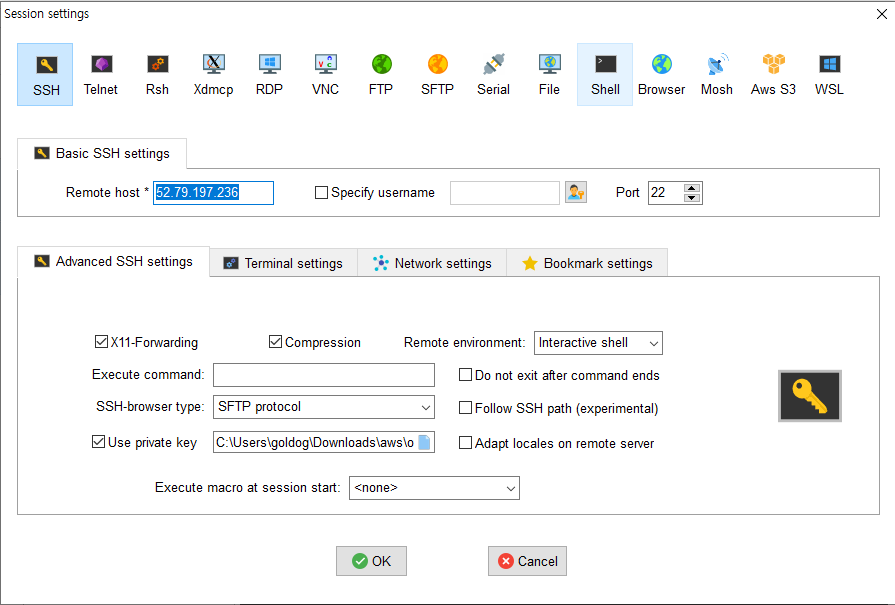 Session settings
SSH Telnet Rsh Xdmcp RDP VNC FTP SFTP Serial File Shell Browser Mosh Aws S3 WSL
Basic SSH settings
Remote host * 52.79.197.236 Specify username Port 22
Advanced SSH settings Terminal settings Network settings Bookmark settings
X11-Forwarding Compression Remote environment: Interactive shell
Execute command: Do not exit after command ends
SSH-browser type: SFTP protocol Follow SSH path (experimental)
Use private key C:\Users\goldog\Downloads\aws\o Adapt locales on remote server
Execute macro at session start: <none>
OK Cancel